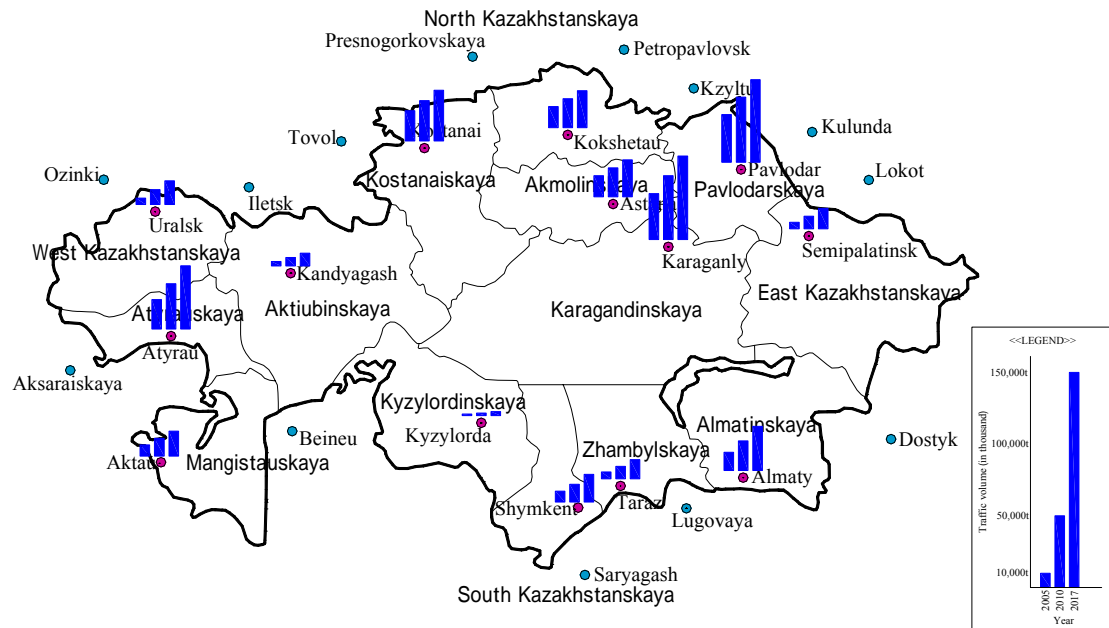 North Kazakhstanskaya
Presnogorkovskaya
Petropavlovsk
Kzyltu
Kostanai
Kokshetau
Kulunda
Tovol
Ozinki
Iletsk
Kostanaiskaya
Akmolinskaya
Pavlodar
Pavlodarskaya
Lokot
Uralsk
Astana
West Kazakhstanskaya
Kandyagash
Karaganly
Semipalatinsk
Atyrauskaya
Aktiubinskaya
Karagandinskaya
East Kazakhstanskaya
Atyrau
Aksaraiskaya
Kyzylordinskaya
Kyzylorda
Almatinskaya
Beineu
Zhambylskaya
Dostyk
Aktau
Mangistauskaya
Almaty
Shymkent
Taraz
Lugovaya
Saryagash
South Kazakhstanskaya
<<LEGEND>>
150,000t
100,000t
50,000t
10,000t
Traffic volume (in thousand)
2005
2010
2017
Year